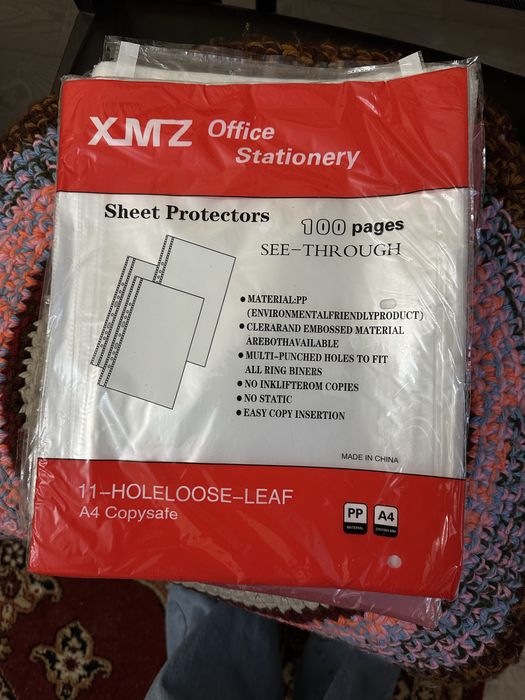 XMZ Office
Stationery
Sheet Protectors
100 pages
SEE-THROUGH
● MATERIAL:PP
(ENVIRONMENTALFRIENDLYPRODUCT)
● CLERARAND EMBOSSED MATERIAL
AREBOTHAVAILABLE
● MULTI-PUNCHED HOLES TO FIT
ALL RING BINERS
● NO INKLIFTEROM COPIES
● NO STATIC
● EASY COPY INSERTION
MADE IN CHINA
11-HOLELOOSE-LEAF
A4 Copysafe
PP A4
MATERIAL